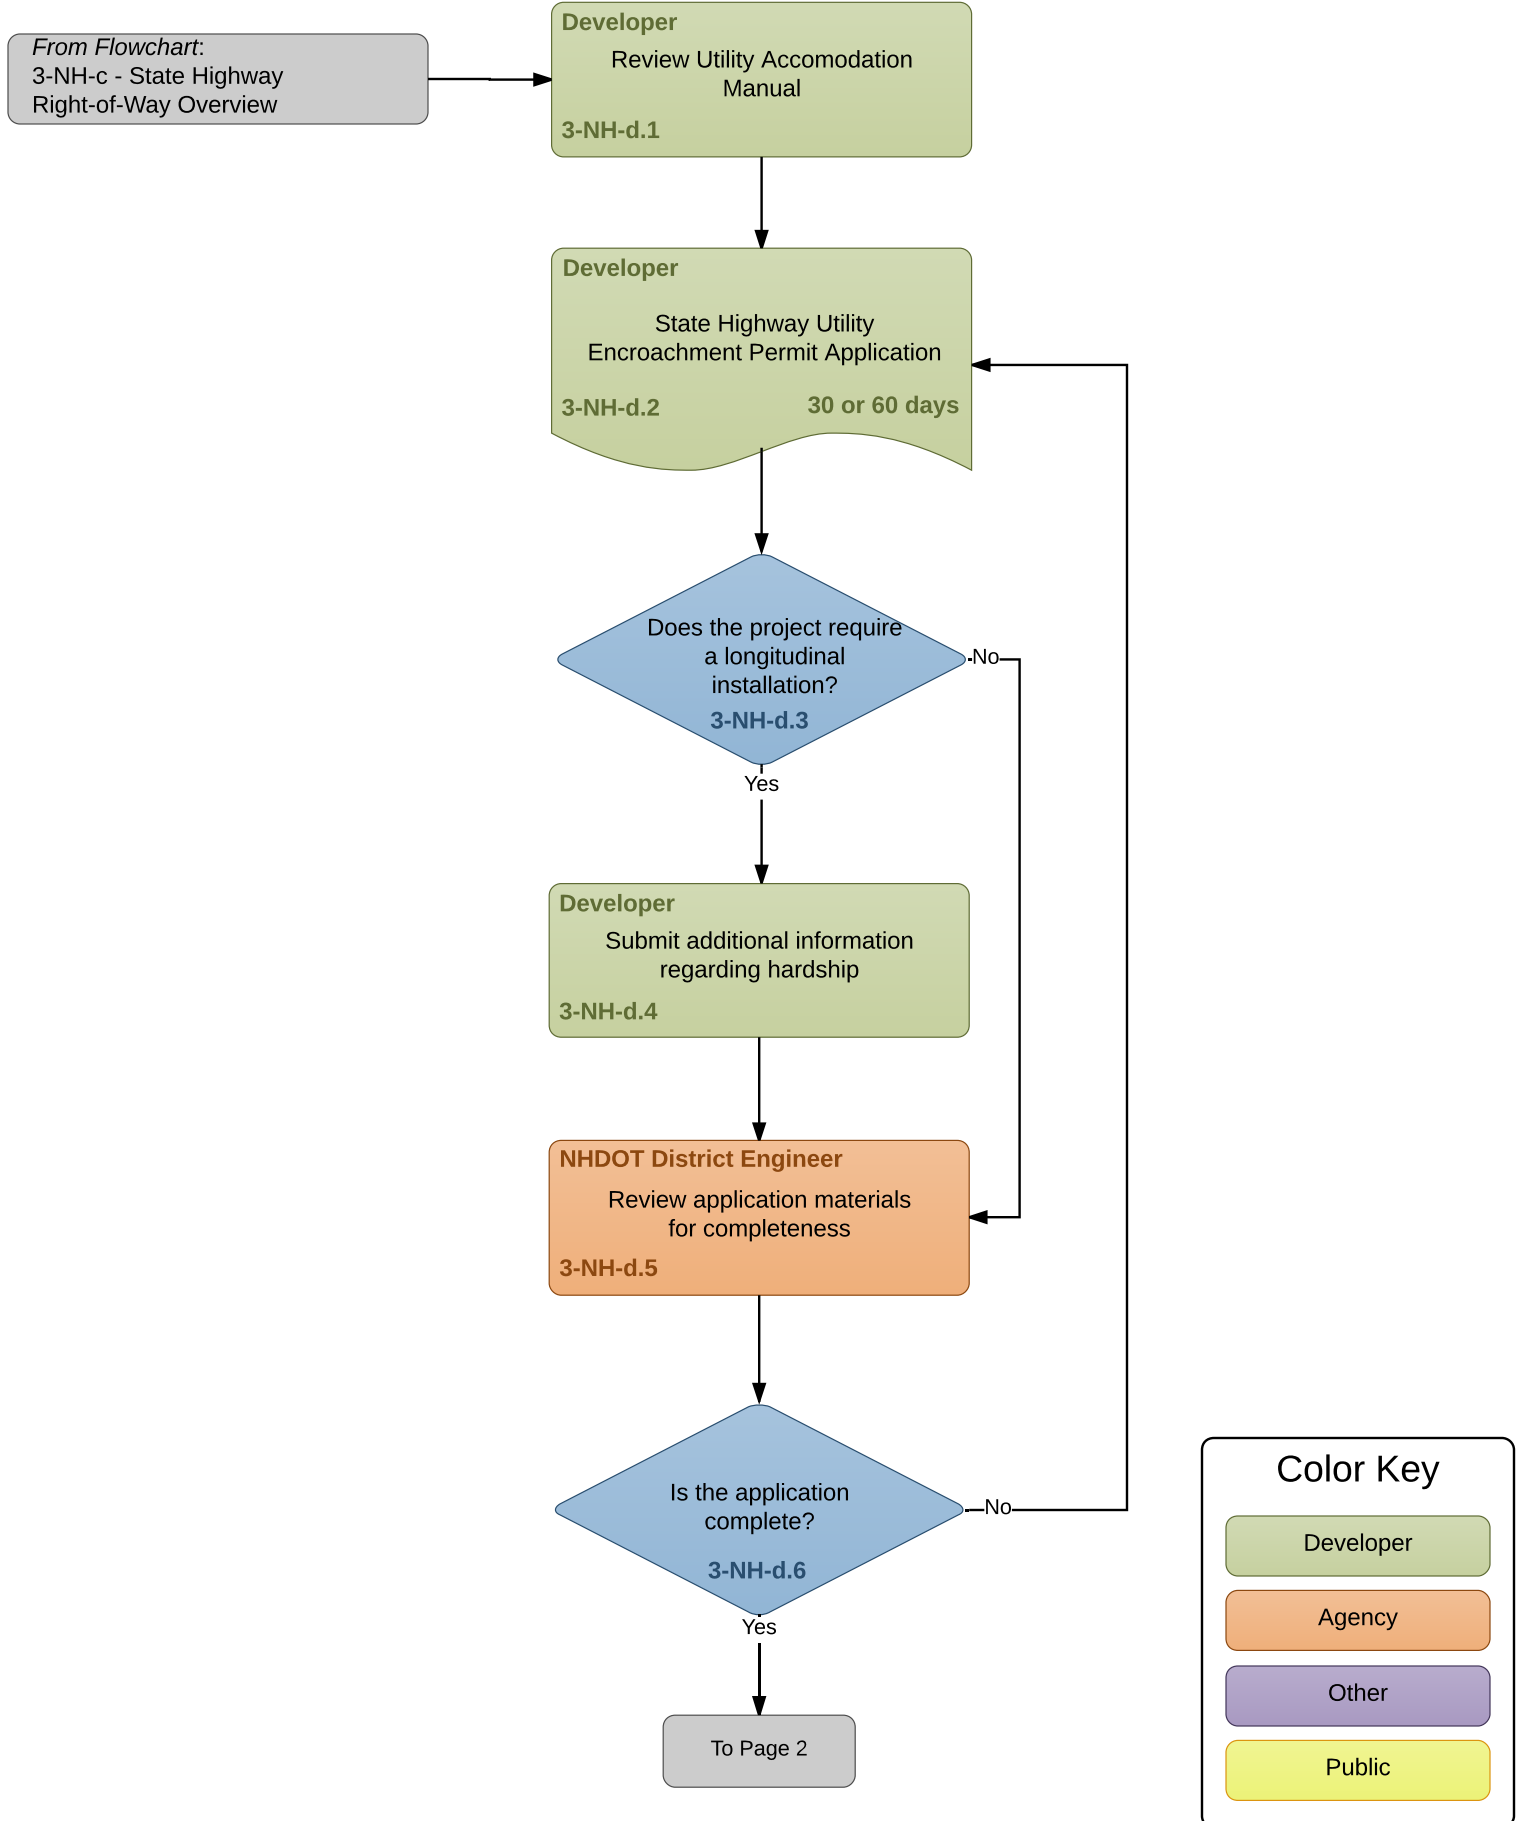 From Flowchart:
3-NH-c - State Highway
Right-of-Way Overview
Developer
Review Utility Accomodation
Manual
3-NH-d.1
Developer
State Highway Utility
Encroachment Permit Application
3-NH-d.2
30 or 60 days
Does the project require
a longitudinal
installation?
3-NH-d.3
No
Yes
Developer
Submit additional information
regarding hardship
3-NH-d.4
NHDOT District Engineer
Review application materials
for completeness
3-NH-d.5
Is the application
complete?
3-NH-d.6
No
Yes
To Page 2
Color Key
Developer
Agency
Other
Public